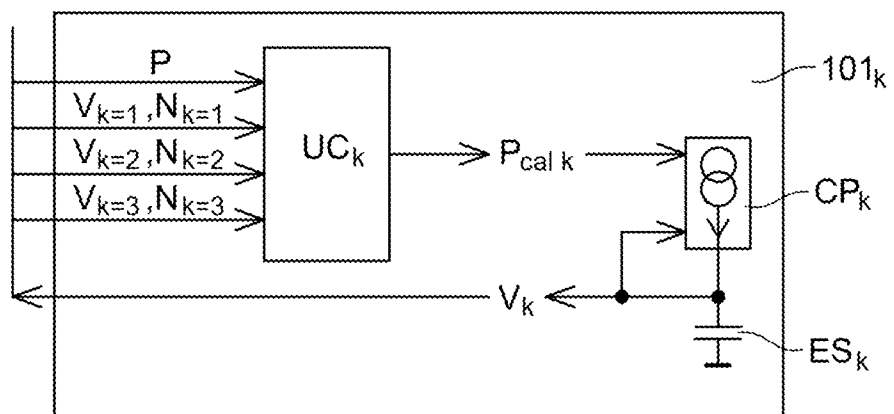 P
V_{k=1}, N_{k=1}
V_{k=2}, N_{k=2}
V_{k=3}, N_{k=3}
UC_k
P_{cal k}
101_k
CP_k
V_k
ES_k